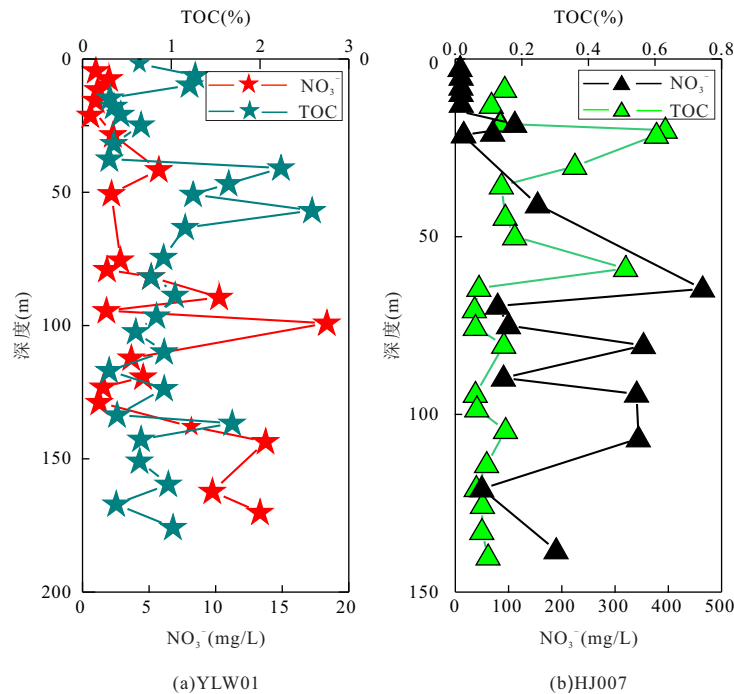 TOC(%)
0 1 2 3
0
50
100
150
200
深度(m)
NO₃⁻
TOC
0 5 10 15 20
NO₃⁻(mg/L)
(a)YLW01
TOC(%)
0.0 0.2 0.4 0.6 0.8
0
50
100
150
深度(m)
NO₃⁻
TOC
0 100 200 300 400 500
NO₃⁻(mg/L)
(b)HJ007